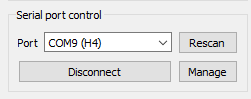 Serial port control
Port COM9 (H4) Rescan
Disconnect Manage